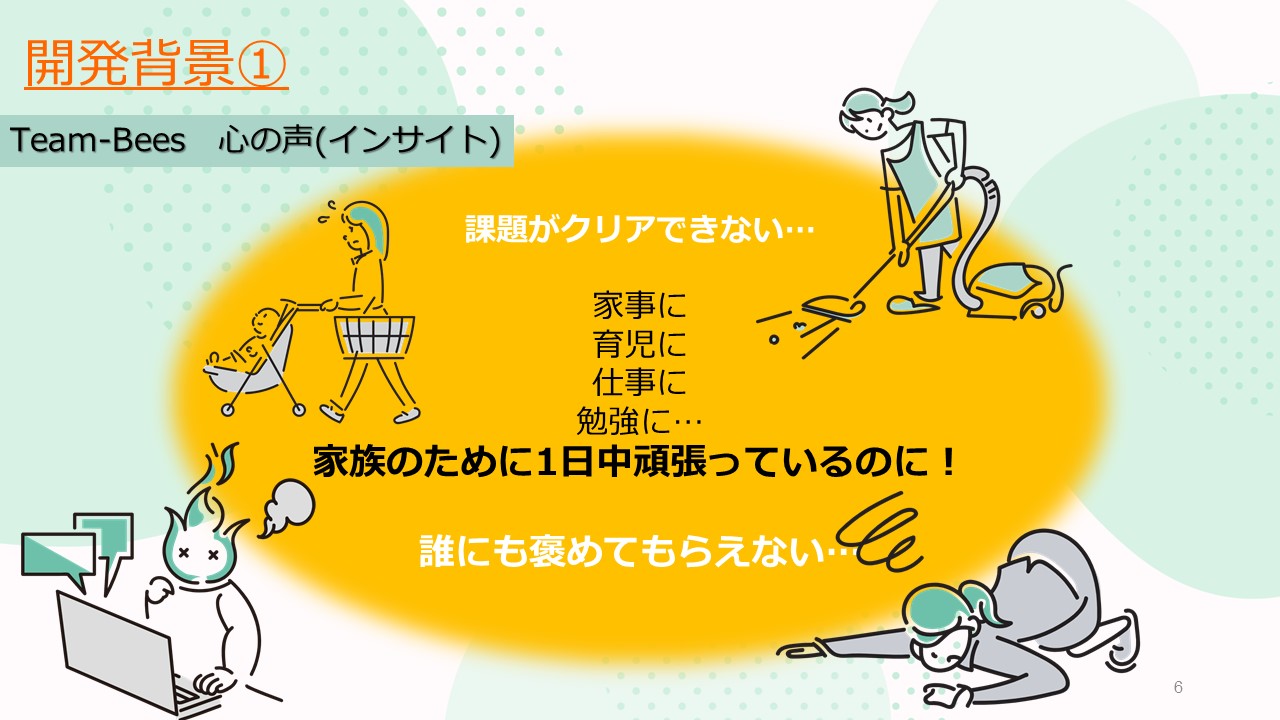 開発背景①
Team-Bees　心の声(インサイト)
課題がクリアできない…
家事に
育児に
仕事に
勉強に…
家族のために1日中頑張っているのに！
誰にも褒めてもらえない…
6